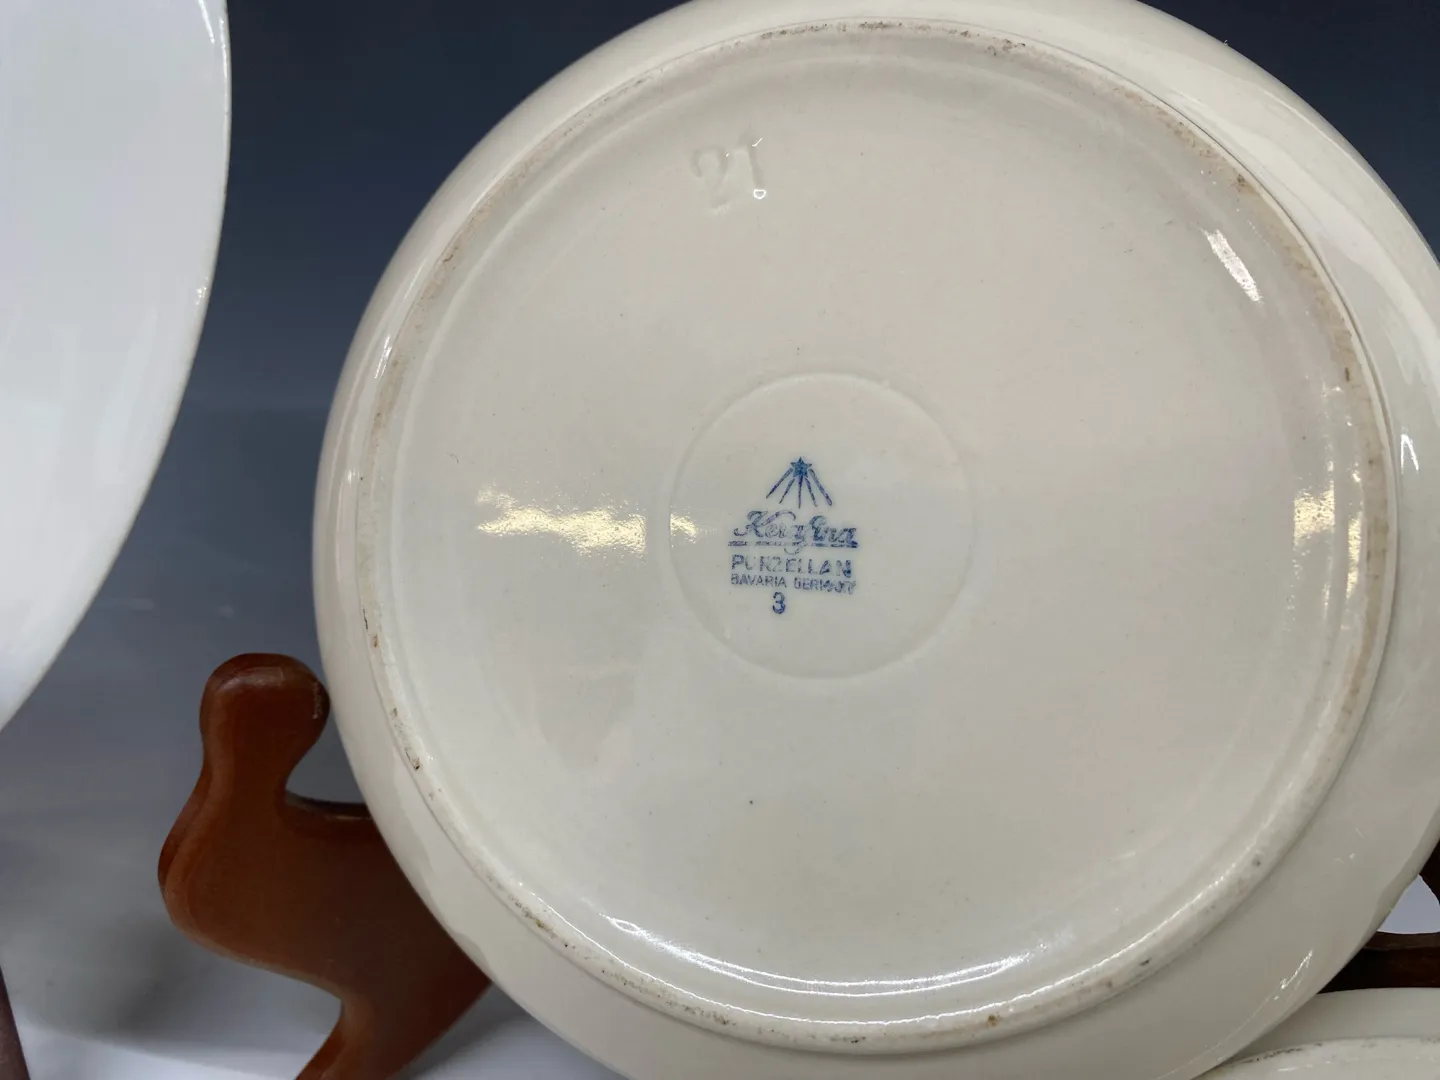 21
PORZELLAN
BAVARIA GERMANY
3